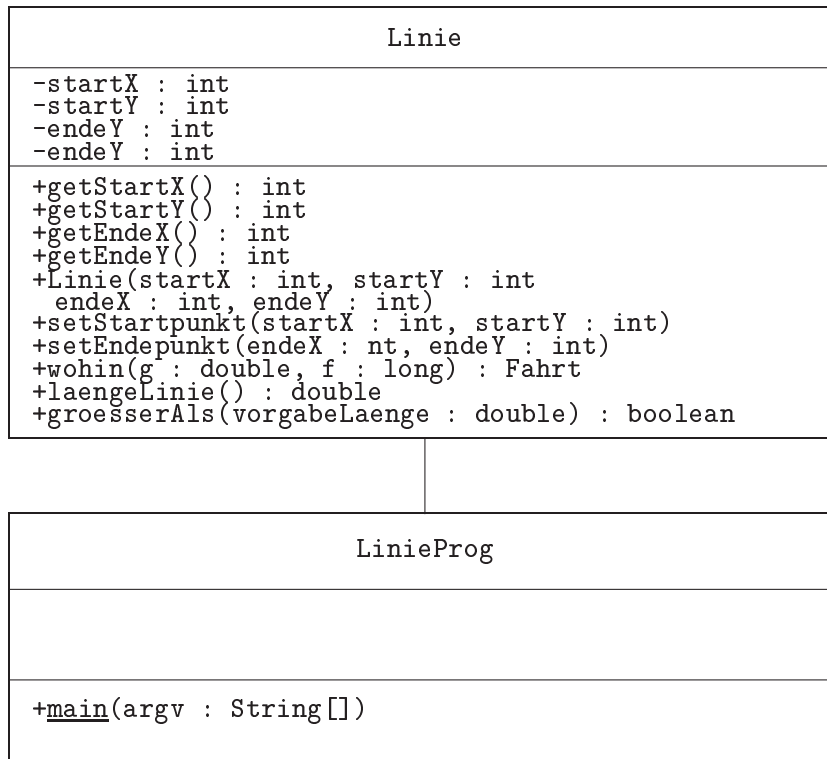 Linie
-startX : int
-startY : int
-endeY : int
-endeY : int
+getStartX() : int
+getStartY() : int
+getEndeX() : int
+getEndeY() : int
+Linie(startX : int, startY : int
endeX : int, endeY : int)
+setStartpunkt(startX : int, startY : int)
+setEndepunkt(endeX : nt, endeY : int)
+wohin(g : double, f : long) : Fahrt
+laengeLinie() : double
+groesserAls(vorgabeLaenge : double) : boolean
LinieProg
+main(argv : String[])